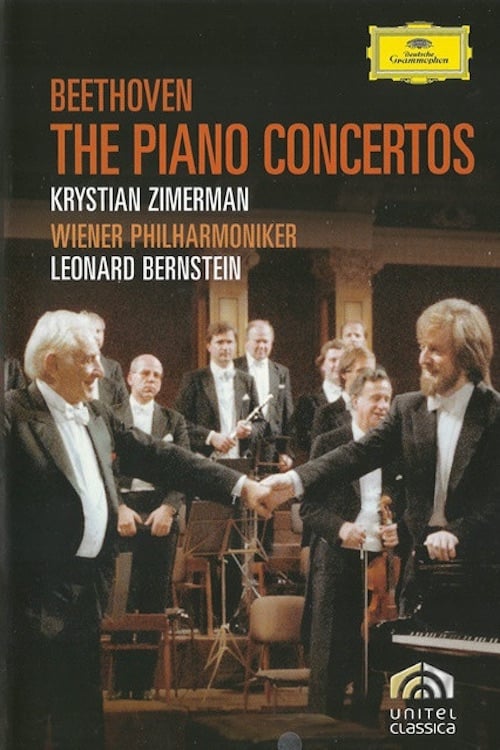 Deutsche
Grammophon
BEETHOVEN
THE PIANO CONCERTOS
KRYSTIAN ZIMERMAN
WIENER PHILHARMONIKER
LEONARD BERNSTEIN
UNITEL
CLASSICA